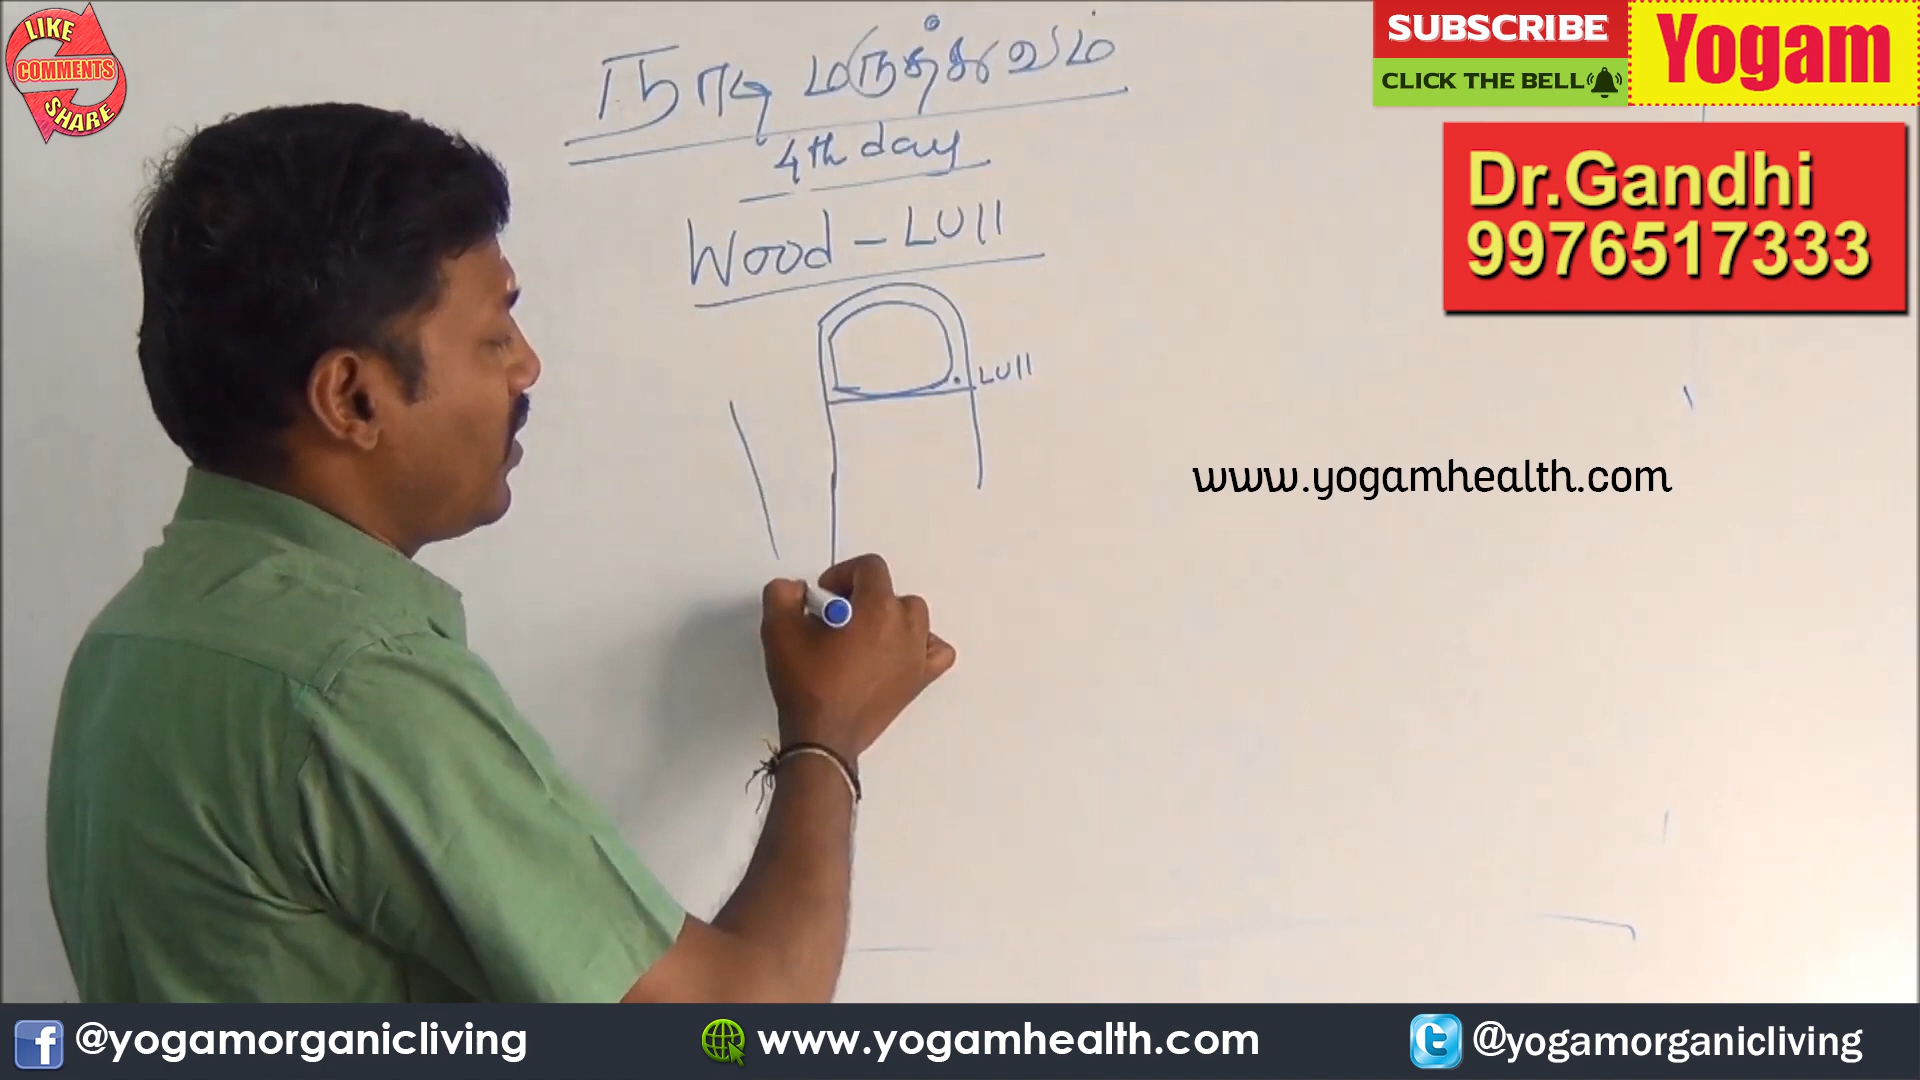 LIKE
COMMENTS
SHARE
நாடி மருத்துவம்
4th day
Wood - LU11
LU11
SUBSCRIBE
CLICK THE BELL
Yogam
Dr.Gandhi
9976517333
www.yogamhealth.com
@yogamorganicliving
www.yogamhealth.com
@yogamorganicliving